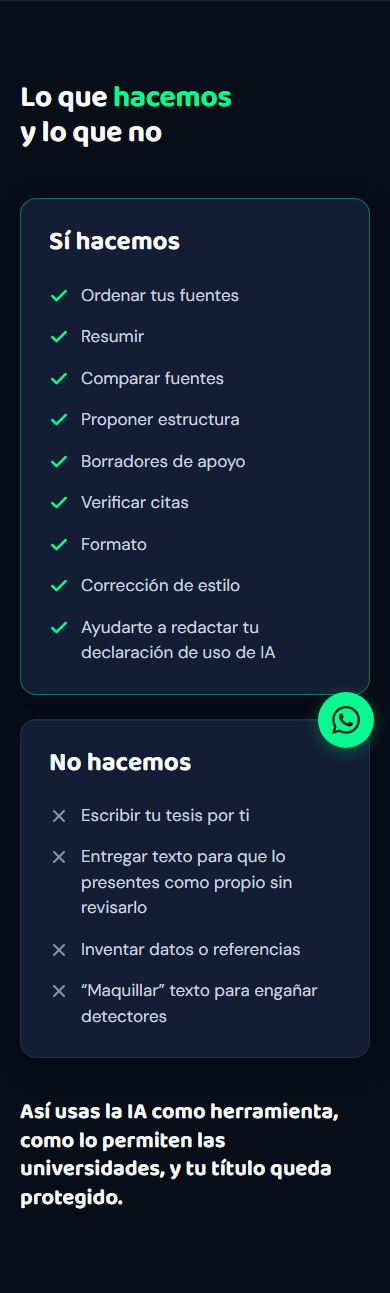 Lo que hacemos
y lo que no
Sí hacemos
Ordenar tus fuentes
Resumir
Comparar fuentes
Proponer estructura
Borradores de apoyo
Verificar citas
Formato
Corrección de estilo
Ayudarte a redactar tu
declaración de uso de IA
No hacemos
Escribir tu tesis por ti
Entregar texto para que lo
presentes como propio sin
revisarlo
Inventar datos o referencias
“Maquillar” texto para engañar
detectores
Así usas la IA como herramienta,
como lo permiten las
universidades, y tu título queda
protegido.